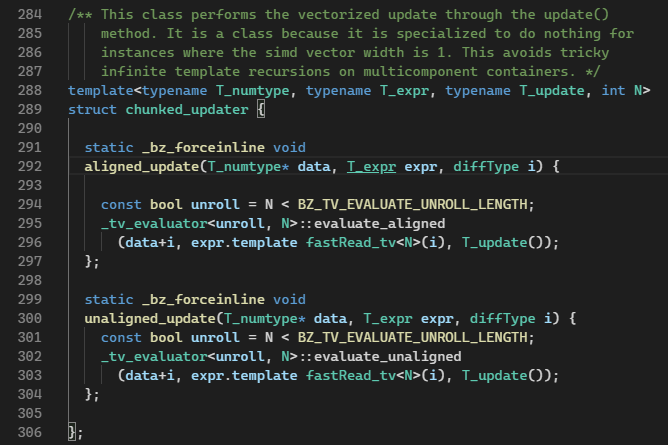 284 /** This class performs the vectorized update through the update()
285 method. It is a class because it is specialized to do nothing for
286 instances where the simd vector width is 1. This avoids tricky
287 infinite template recursions on multicomponent containers. */
288 template<typename T_numtype, typename T_expr, typename T_update, int N>
289 struct chunked_updater {
290
291 static _bz_forceinline void
292 aligned_update(T_numtype* data, T_expr expr, diffType i) {
293
294 const bool unroll = N < BZ_TV_EVALUATE_UNROLL_LENGTH;
295 _tv_evaluator<unroll, N>::evaluate_aligned
296 (data+i, expr.template fastRead_tv<N>(i), T_update());
297 };
298
299 static _bz_forceinline void
300 unaligned_update(T_numtype* data, T_expr expr, diffType i) {
301 const bool unroll = N < BZ_TV_EVALUATE_UNROLL_LENGTH;
302 _tv_evaluator<unroll, N>::evaluate_unaligned
303 (data+i, expr.template fastRead_tv<N>(i), T_update());
304 };
305
306 };